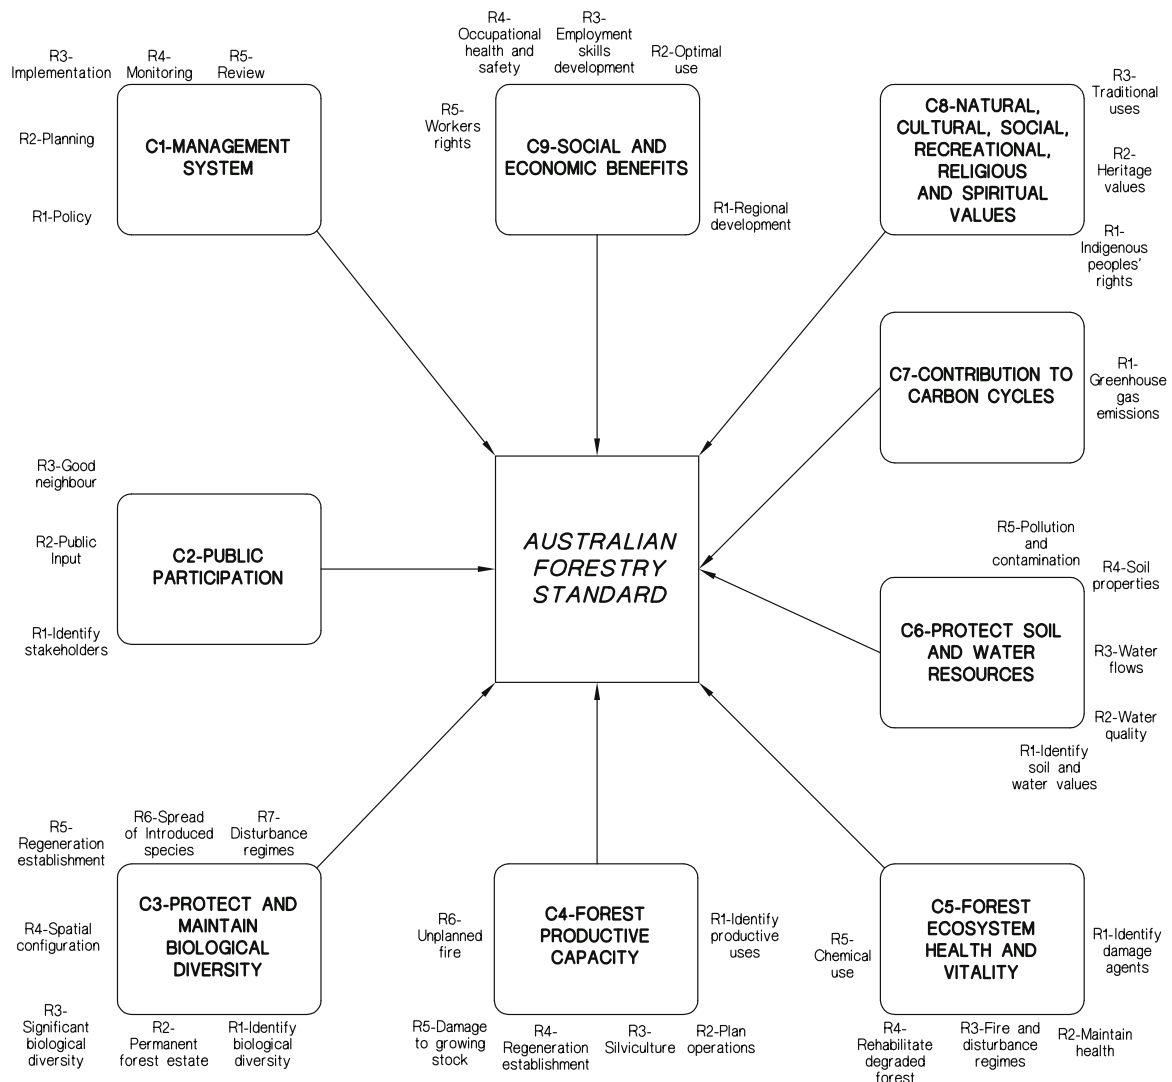 R3-
Implementation
R4-
Monitoring
R5-
Review
R2-Planning
R1-Policy
C1-MANAGEMENT
SYSTEM
R4-
Occupational
health and
safety
R3-
Employment
skills
development
R2-Optimal
use
R5-
Workers
rights
R1-Regional
development
C9-SOCIAL AND
ECONOMIC BENEFITS
C8-NATURAL,
CULTURAL, SOCIAL,
RECREATIONAL,
RELIGIOUS
AND SPIRITUAL
VALUES
R3-
Traditional
uses
R2-
Heritage
values
R1-
Indigenous
peoples'
rights
C7-CONTRIBUTION TO
CARBON CYCLES
R1-
Greenhouse
gas
emissions
R3-Good
neighbour
R2-Public
Input
R1-Identify
stakeholders
C2-PUBLIC
PARTICIPATION
AUSTRALIAN
FORESTRY
STANDARD
R5-Pollution
and
contamination
R4-Soil
properties
R3-Water
flows
R2-Water
quality
R1-Identify
soil and
water values
C6-PROTECT SOIL
AND WATER
RESOURCES
R5-
Regeneration
establishment
R6-Spread
of Introduced
species
R7-
Disturbance
regimes
R4-Spatial
configuration
R3-
Significant
biological
diversity
R2-
Permanent
forest estate
R1-Identify
biological
diversity
C3-PROTECT AND
MAINTAIN
BIOLOGICAL
DIVERSITY
R6-
Unplanned
fire
C4-FOREST
PRODUCTIVE
CAPACITY
R1-Identify
productive
uses
R5-Damage
to growing
stock
R4-
Regeneration
establishment
R3-
Silviculture
R2-Plan
operations
R5-
Chemical
use
C5-FOREST
ECOSYSTEM
HEALTH AND
VITALITY
R1-Identify
damage
agents
R4-
Rehabilitate
degraded
forest
R3-Fire and
disturbance
regimes
R2-Maintain
health